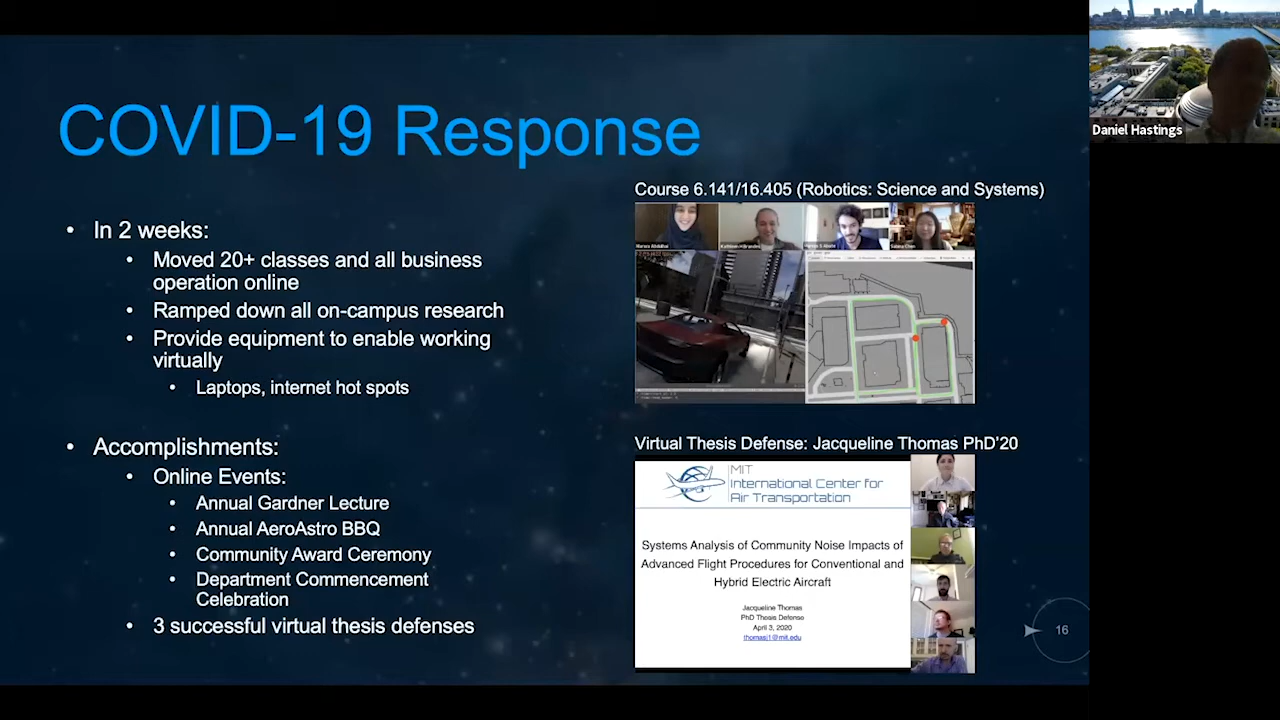 COVID-19 Response
• In 2 weeks:
• Moved 20+ classes and all business
operation online
• Ramped down all on-campus research
• Provide equipment to enable working
virtually
• Laptops, internet hot spots
• Accomplishments:
• Online Events:
• Annual Gardner Lecture
• Annual AeroAstro BBQ
• Community Award Ceremony
• Department Commencement
Celebration
• 3 successful virtual thesis defenses
Course 6.141/16.405 (Robotics: Science and Systems)
Virtual Thesis Defense: Jacqueline Thomas PhD'20
MIT
International Center for
Air Transportation
Systems Analysis of Community Noise Impacts of
Advanced Flight Procedures for Conventional and
Hybrid Electric Aircraft
Jacqueline Thomas
PhD Thesis Defense
April 3, 2020
thomasj1@mit.edu
16
Daniel Hastings